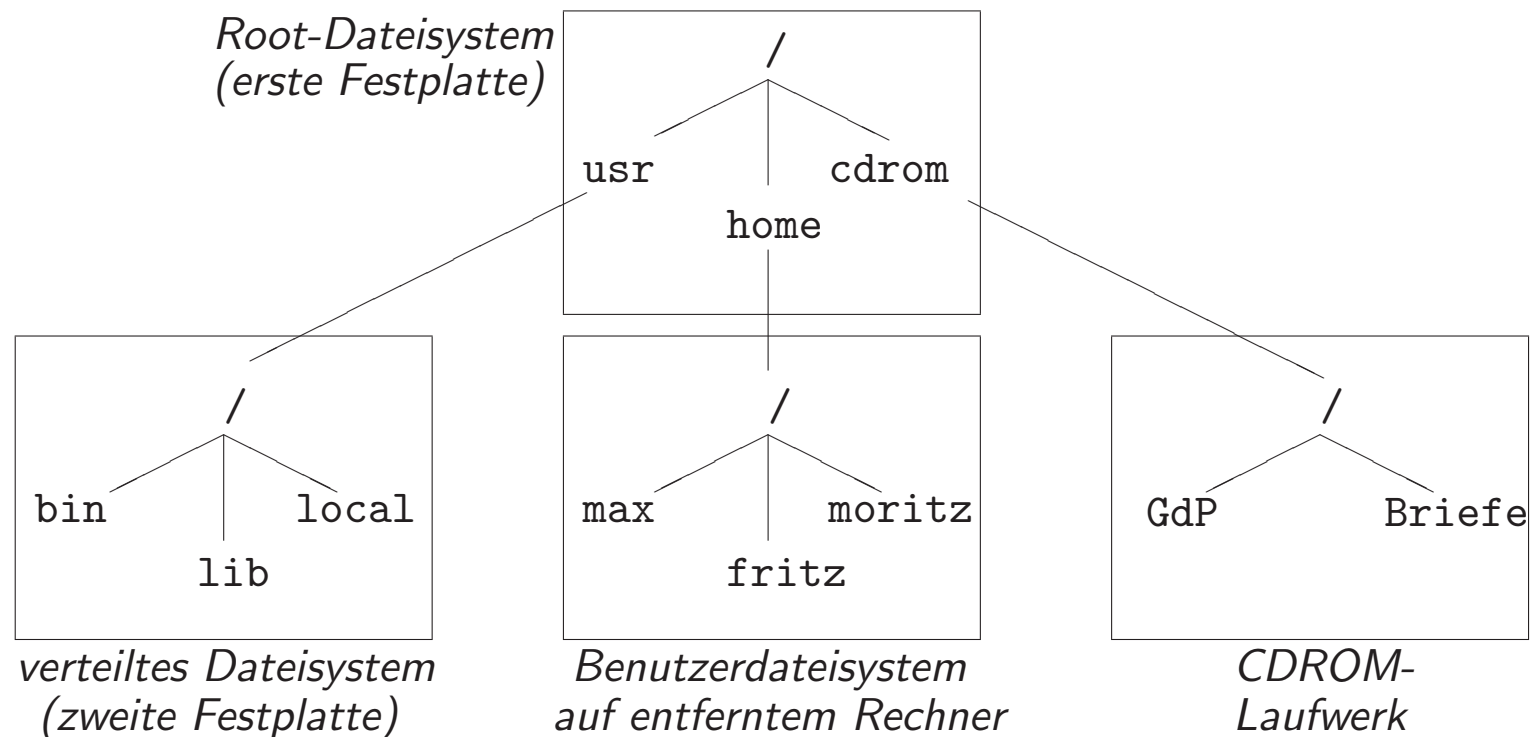 Root-Dateisystem
(erste Festplatte)
/
usr
cdrom
home
/
bin
local
lib
verteiltes Dateisystem
(zweite Festplatte)
/
max
moritz
fritz
Benutzerdateisystem
auf entferntem Rechner
/
GdP
Briefe
CDROM-
Laufwerk